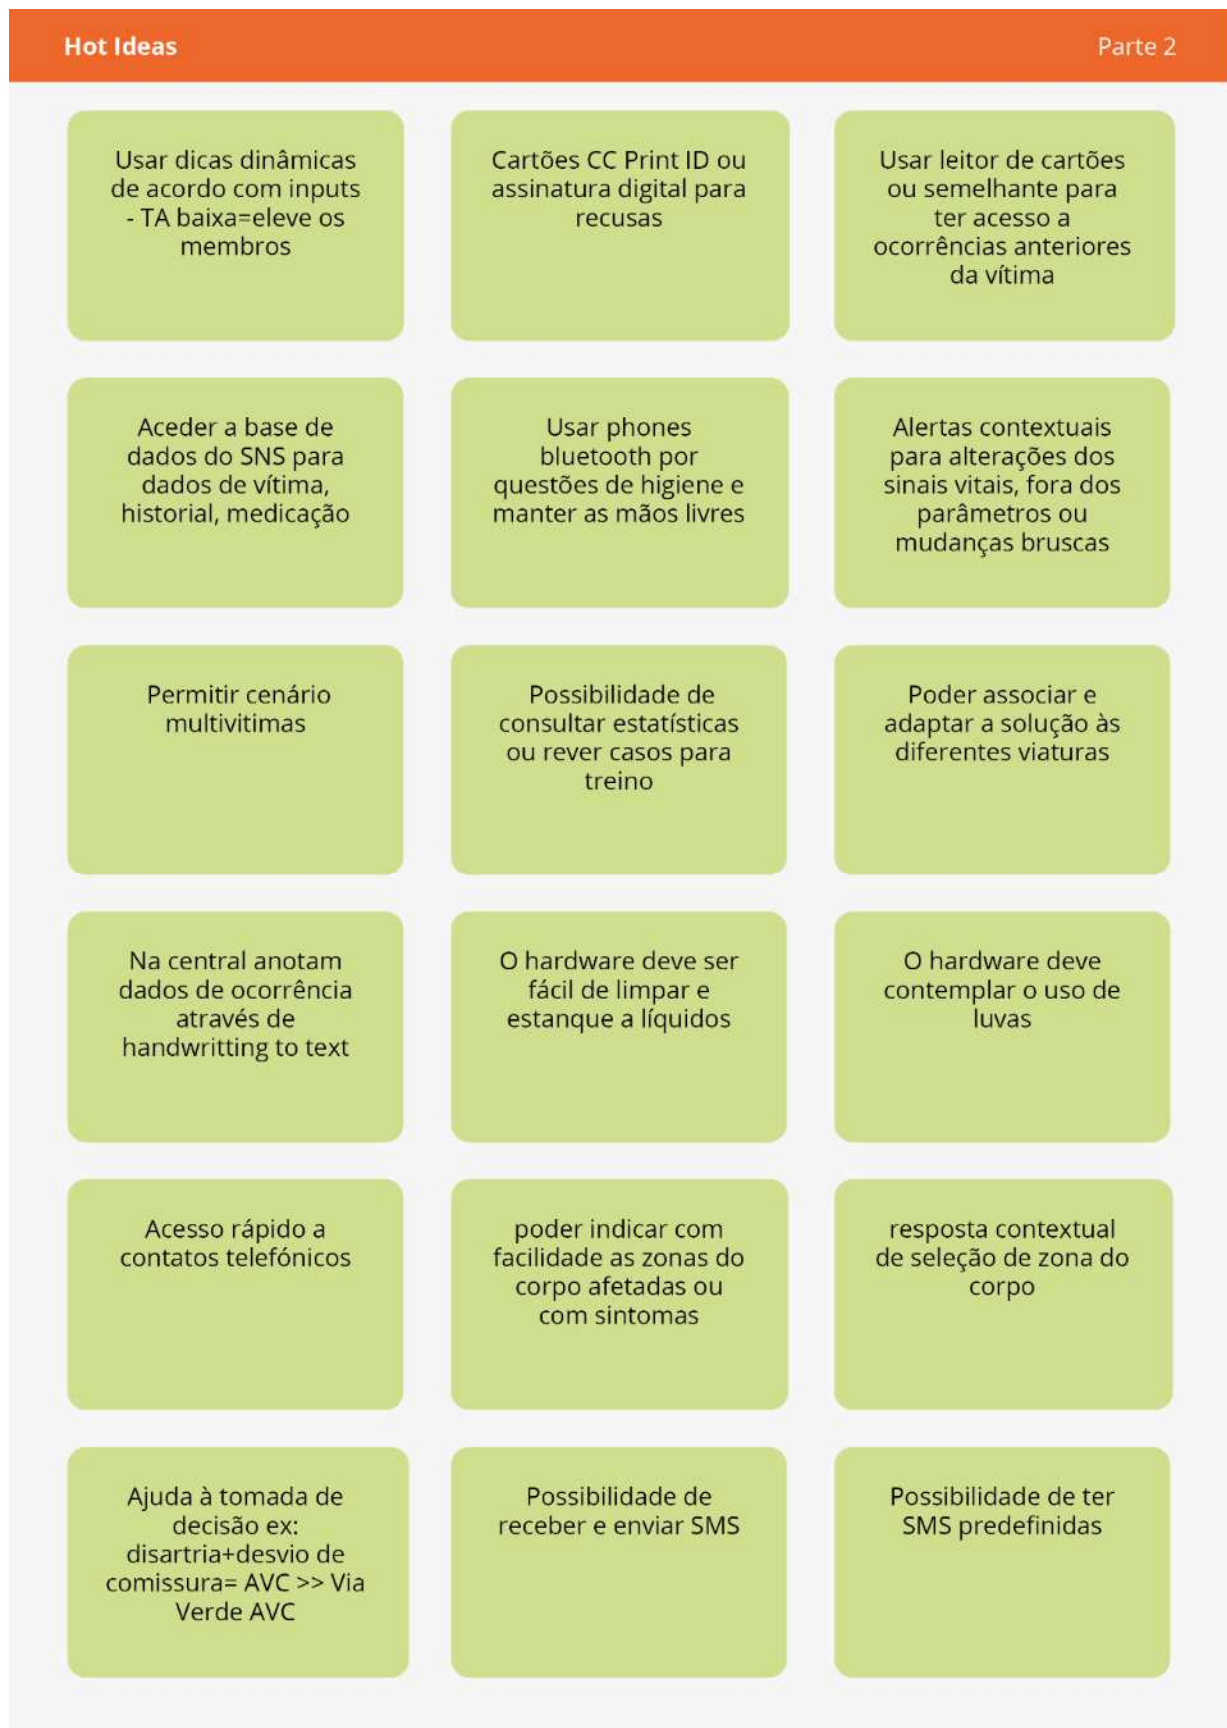 Hot Ideas
Parte 2
Usar dicas dinâmicas
de acordo com inputs
- TA baixa=eleve os
membros
Cartões CC Print ID ou
assinatura digital para
recusas
Usar leitor de cartões
ou semelhante para
ter acesso a
ocorrências anteriores
da vítima
Aceder a base de
dados do SNS para
dados de vítima,
historial, medicação
Usar phones
bluetooth por
questões de higiene e
manter as mãos livres
Alertas contextuais
para alterações dos
sinais vitais, fora dos
parâmetros ou
mudanças bruscas
Permitir cenário
multivitimas
Possibilidade de
consultar estatísticas
ou rever casos para
treino
Poder associar e
adaptar a solução às
diferentes viaturas
Na central anotam
dados de ocorrência
através de
handwritting to text
O hardware deve ser
fácil de limpar e
estanque a líquidos
O hardware deve
contemplar o uso de
luvas
Acesso rápido a
contatos telefónicos
poder indicar com
facilidade as zonas do
corpo afetadas ou
com sintomas
resposta contextual
de seleção de zona do
corpo
Ajuda à tomada de
decisão ex:
disartria+desvio de
comissura= AVC >> Via
Verde AVC
Possibilidade de
receber e enviar SMS
Possibilidade de ter
SMS predefinidas